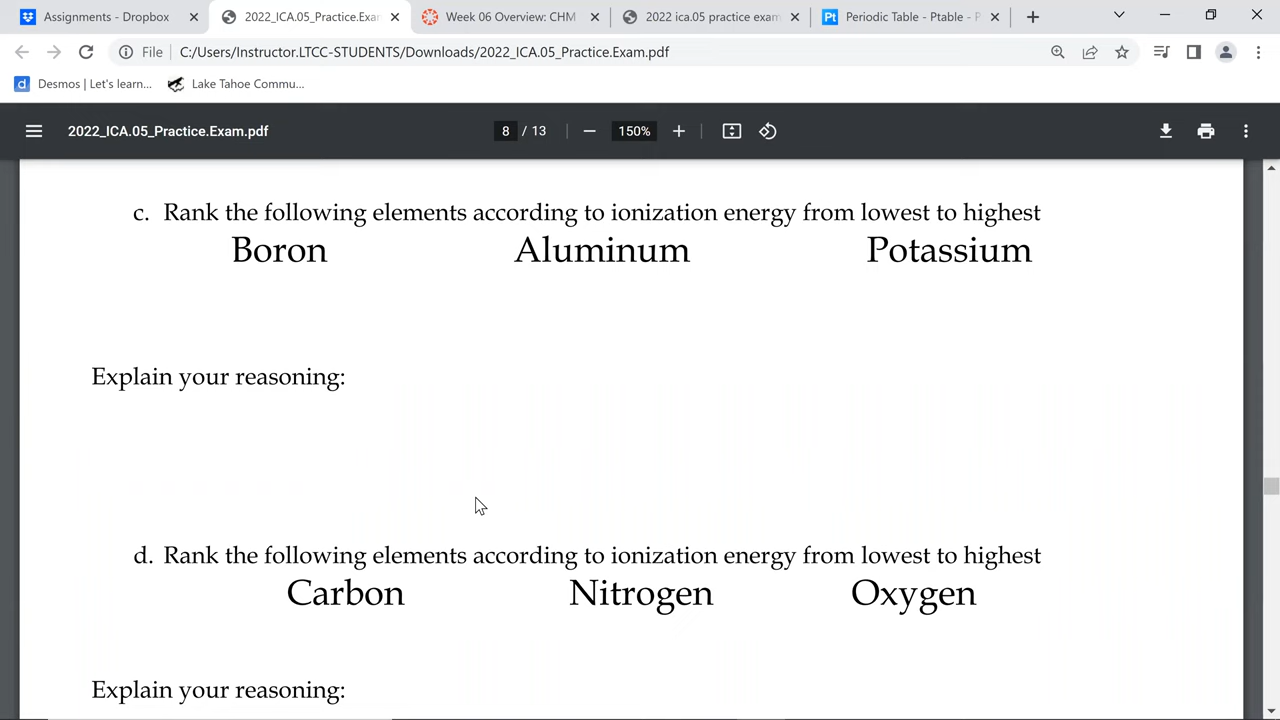 Assignments - Dropbox
2022_ICA.05_Practice.Exa
Week 06 Overview: CHM
2022 ica.05 practice exam
Pt Periodic Table - Ptable - P
File C:/Users/Instructor.LTCC-STUDENTS/Downloads/2022_ICA.05_Practice.Exam.pdf
d Desmos | Let's learn...
Lake Tahoe Commu...
2022_ICA.05_Practice.Exam.pdf
8 / 13
150%
c. Rank the following elements according to ionization energy from lowest to highest
Boron Aluminum Potassium
Explain your reasoning:
d. Rank the following elements according to ionization energy from lowest to highest
Carbon Nitrogen Oxygen
Explain your reasoning: